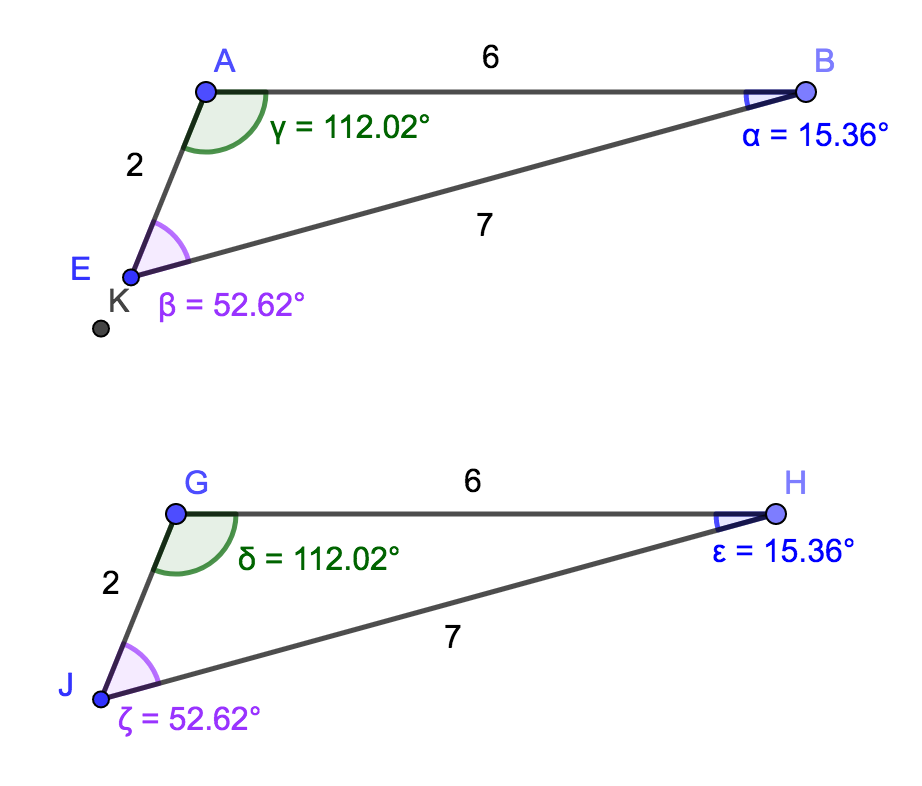 A
6
B
γ = 112.02°
α = 15.36°
2
7
E
K
β = 52.62°
G
6
H
δ = 112.02°
ε = 15.36°
2
7
J
ζ = 52.62°